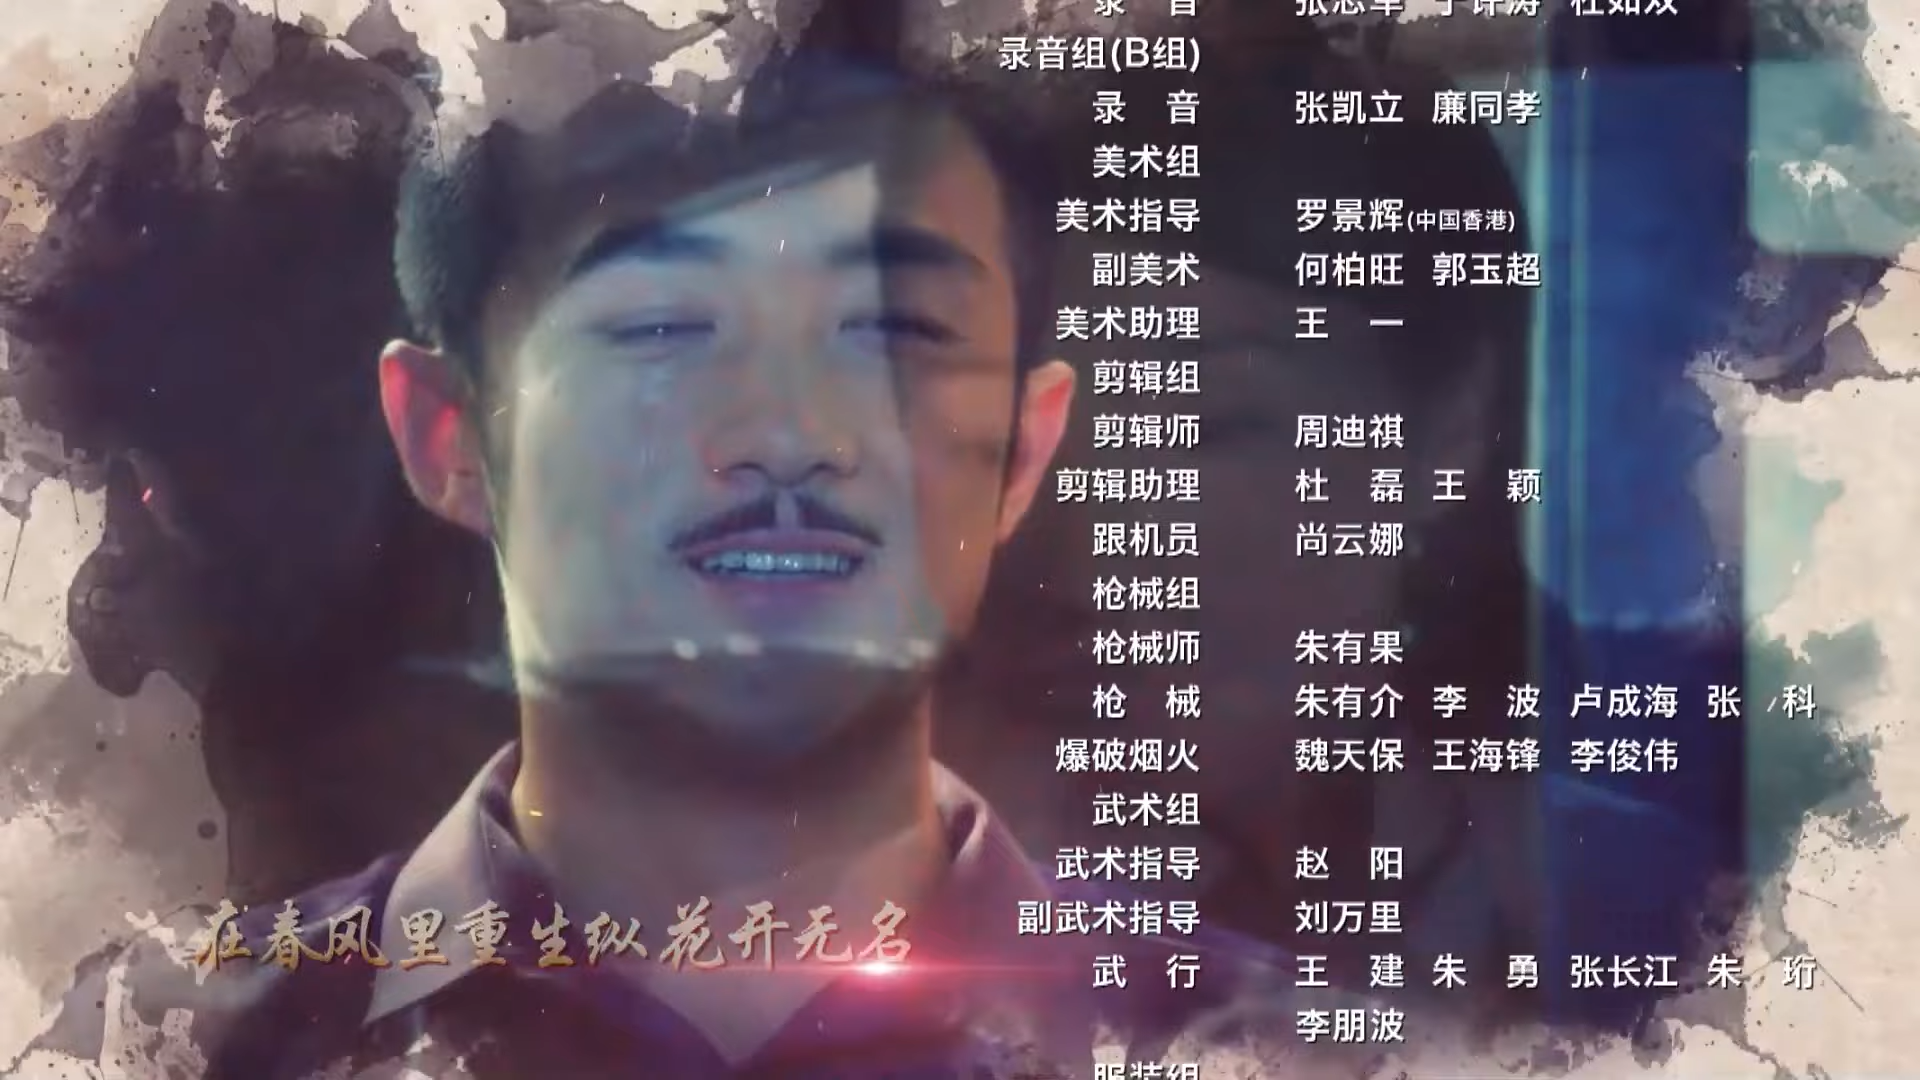 录音组(B组)
录 音 张凯立 廉同孝
美术组
美术指导 罗景辉(中国香港)
副美术 何柏旺 郭玉超
美术助理 王 一
剪辑组
剪辑师 周迪祺
剪辑助理 杜 磊 王 颖
跟机员 尚云娜
枪械组
枪械师 朱有果
枪 械 朱有介 李 波 卢成海 张 科
爆破烟火 魏天保 王海锋 李俊伟
武术组
武术指导 赵 阳
副武术指导 刘万里
武 行 王 建 朱 勇 张长江 朱 珩
李朋波
服装组
在春风里重生纵花开无名